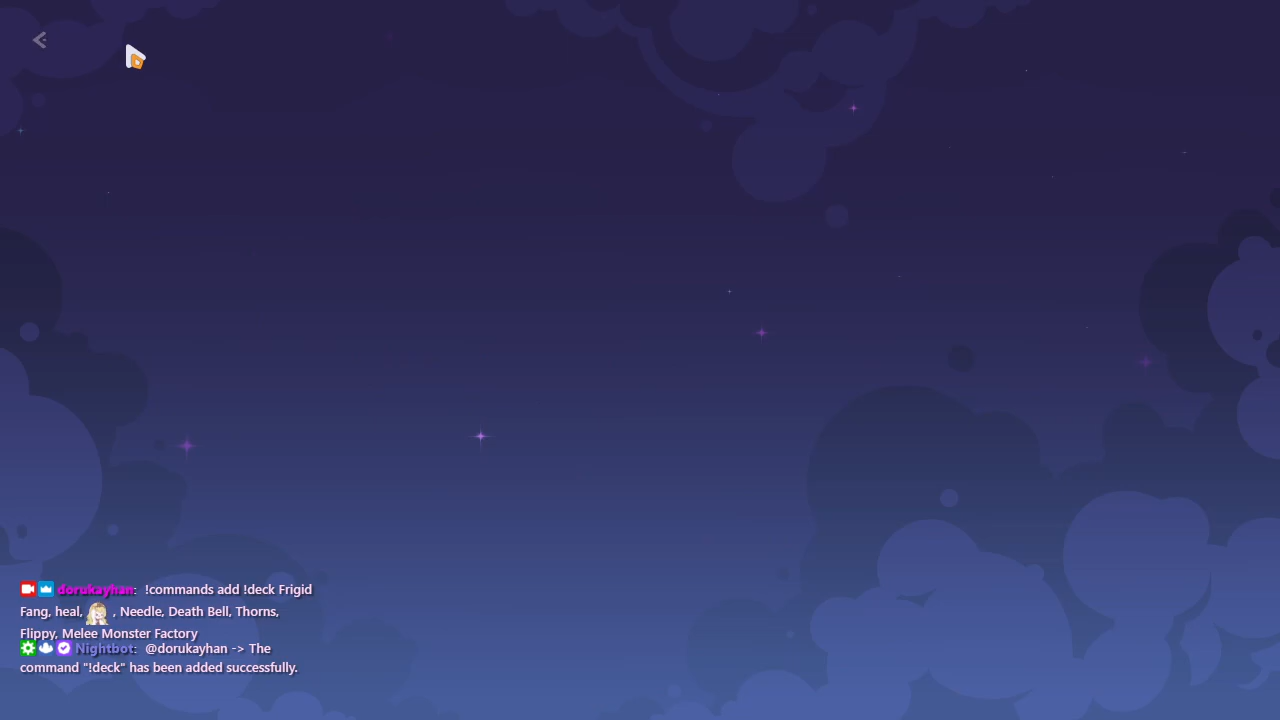 dorukayhan: !commands add !deck Frigid
Fang, heal, , Needle, Death Bell, Thorns,
Flippy, Melee Monster Factory
Nightbot: @dorukayhan -> The
command "!deck" has been added successfully.